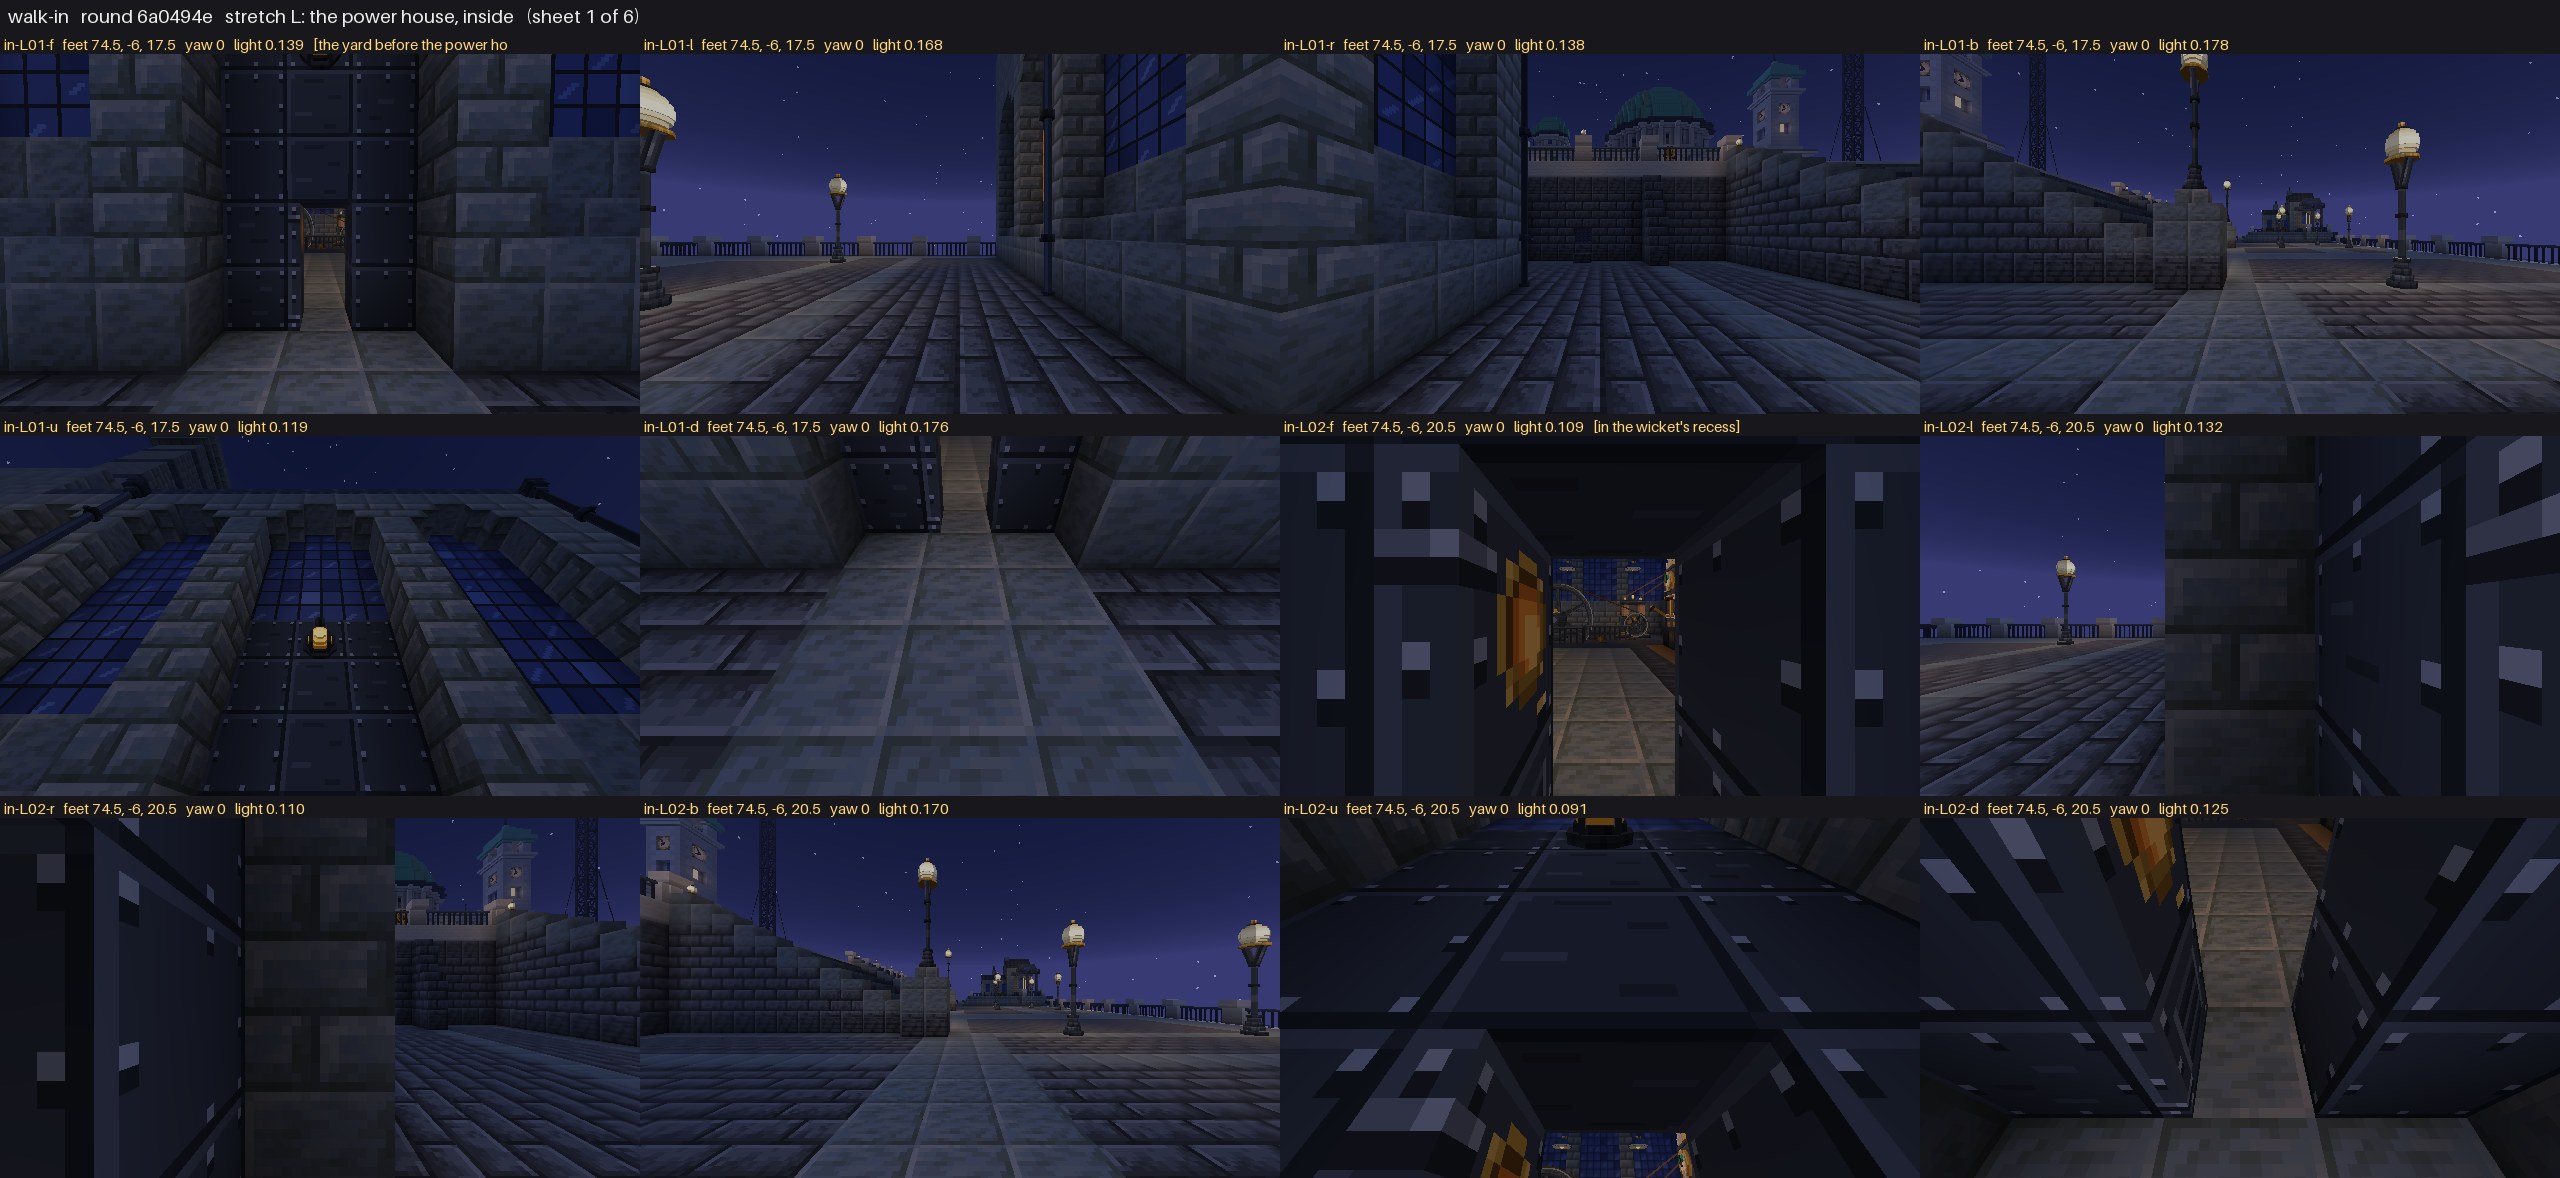 walk-in round 6a0494e stretch L: the power house, inside (sheet 1 of 6)
in-L01-f feet 74.5, -6, 17.5 yaw 0 light 0.139 [the yard before the power ho
in-L01-l feet 74.5, -6, 17.5 yaw 0 light 0.168
in-L01-r feet 74.5, -6, 17.5 yaw 0 light 0.138
in-L01-b feet 74.5, -6, 17.5 yaw 0 light 0.178
in-L01-u feet 74.5, -6, 17.5 yaw 0 light 0.119
in-L01-d feet 74.5, -6, 17.5 yaw 0 light 0.176
in-L02-f feet 74.5, -6, 20.5 yaw 0 light 0.109 [in the wicket's recess]
in-L02-l feet 74.5, -6, 20.5 yaw 0 light 0.132
in-L02-r feet 74.5, -6, 20.5 yaw 0 light 0.110
in-L02-b feet 74.5, -6, 20.5 yaw 0 light 0.170
in-L02-u feet 74.5, -6, 20.5 yaw 0 light 0.091
in-L02-d feet 74.5, -6, 20.5 yaw 0 light 0.125